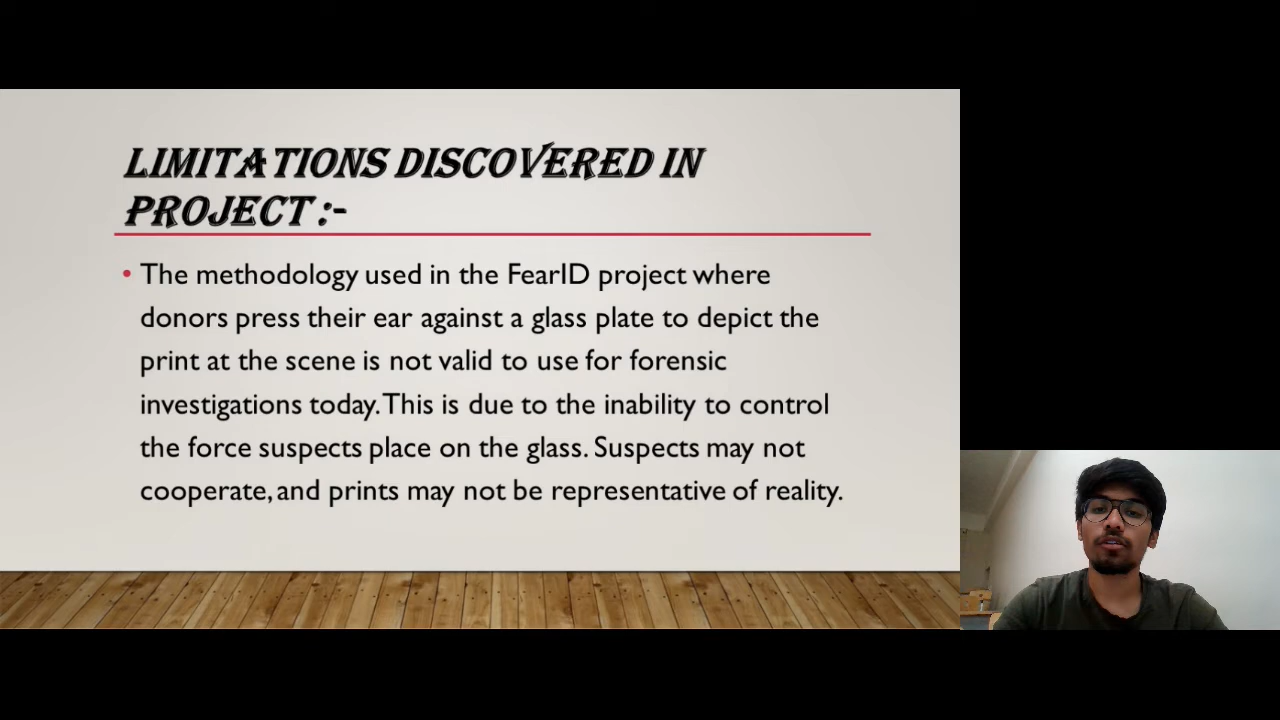 LIMITATIONS DISCOVERED IN
PROJECT :-
• The methodology used in the FearID project where
donors press their ear against a glass plate to depict the
print at the scene is not valid to use for forensic
investigations today. This is due to the inability to control
the force suspects place on the glass. Suspects may not
cooperate, and prints may not be representative of reality.